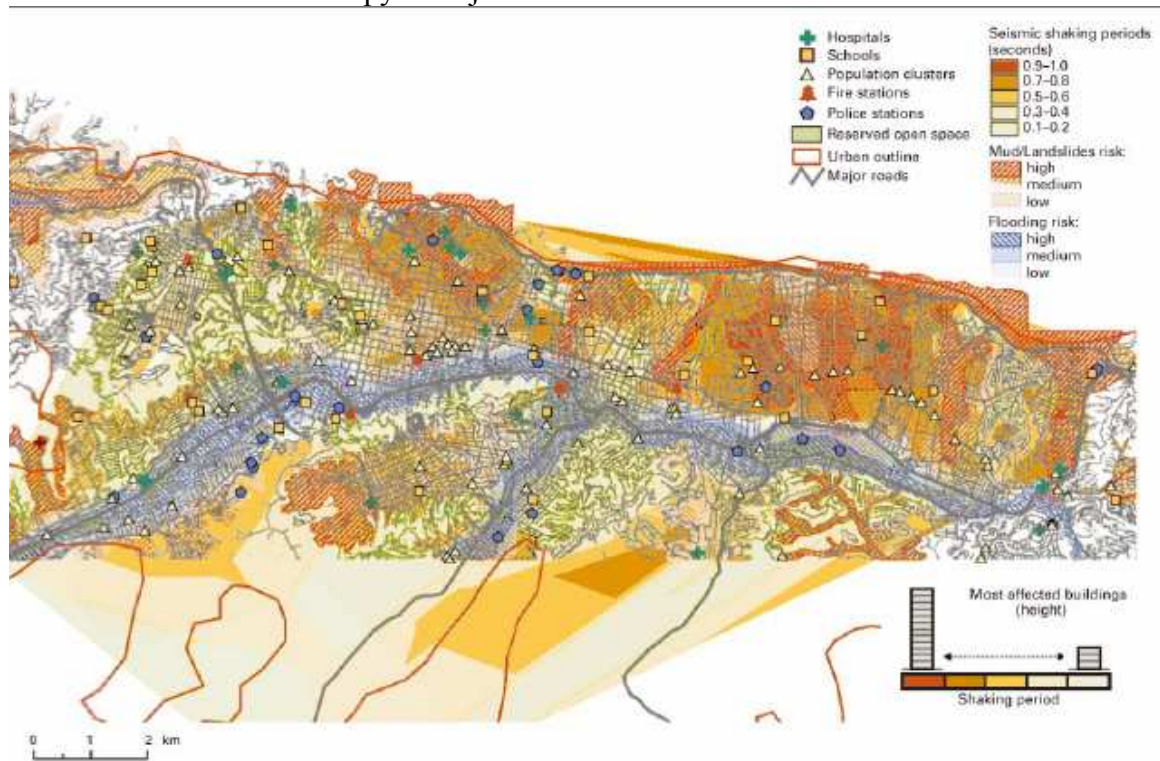 Hospitals
Schools
Population clusters
Fire stations
Police stations
Reserved open space
Urban outline
Major roads
Seismic shaking periods
(seconds)
0.9–1.0
0.7–0.8
0.5–0.6
0.3–0.4
0.1–0.2
Mud/Landslides risk:
high
medium
low
Flooding risk:
high
medium
low
Most affected buildings
(height)
Shaking period
0 1 2 km